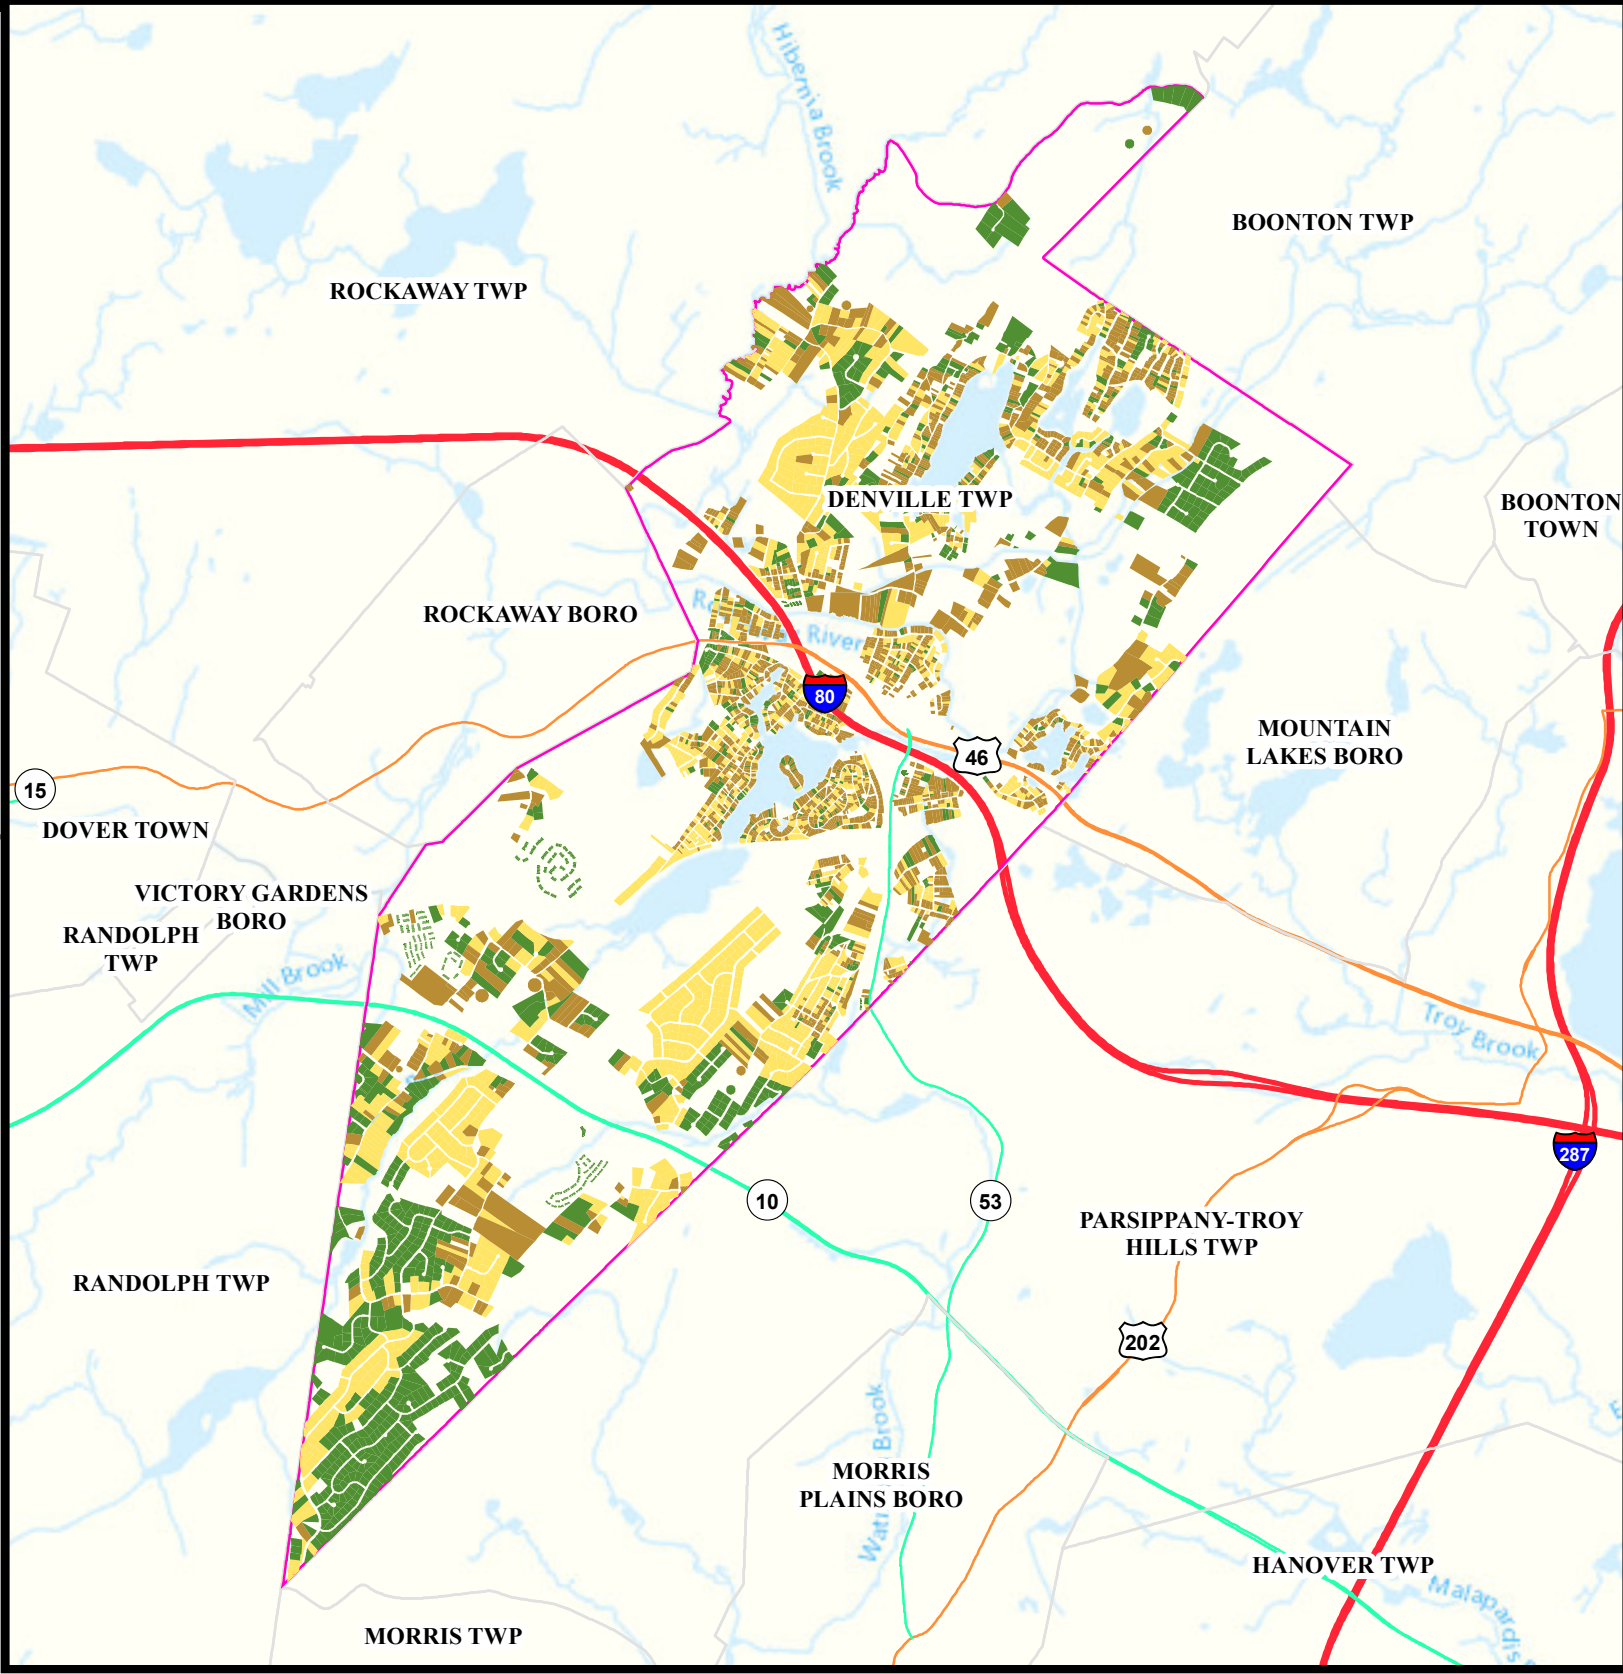 Hibernia Brook
BOONTON TWP
ROCKAWAY TWP
DENVILLE TWP
BOONTON
TOWN
ROCKAWAY BORO
River
80
46
MOUNTAIN
LAKES BORO
15
DOVER TOWN
VICTORY GARDENS
BORO
RANDOLPH
TWP
Mill Brook
Troy Brook
287
10
53
PARSIPPANY-TROY
HILLS TWP
RANDOLPH TWP
202
Brook
MORRIS
PLAINS BORO
HANOVER TWP
Malapardis
MORRIS TWP